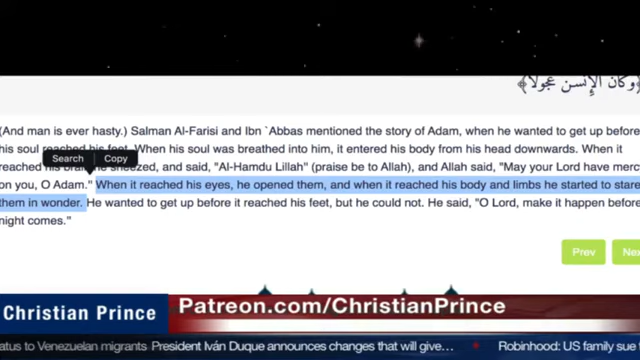 ﴿وَكَانَ الإِنسَـنُ عَجُولاً﴾
(And man is ever hasty.) Salman Al-Farisi and Ibn `Abbas mentioned the story of Adam, when he wanted to get up before
his soul reached his feet. When his soul was breathed into him, it entered his body from his head downwards. When it
Search Copy
reached his brain he sneezed, and said, "Al-Hamdu Lillah" (praise be to Allah), and Allah said, "May your Lord have merc
on you, O Adam." When it reached his eyes, he opened them, and when it reached his body and limbs he started to stare
them in wonder. He wanted to get up before it reached his feet, but he could not. He said, "O Lord, make it happen before
night comes."
Prev Nex
Christian Prince Patreon.com/ChristianPrince
tatus to Venezuelan migrants President Iván Duque announces changes that will give… Robinhood: US family sue